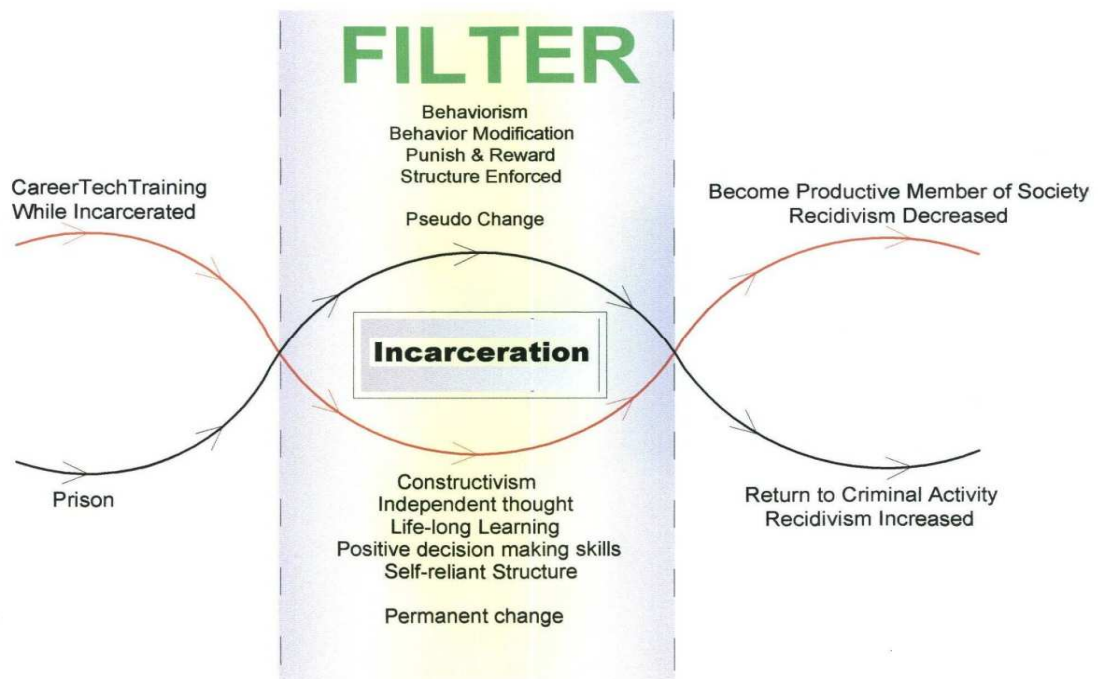 FILTER
Behaviorism
Behavior Modification
Punish & Reward
Structure Enforced
Pseudo Change
CareerTechTraining
While Incarcerated
Become Productive Member of Society
Recidivism Decreased
Incarceration
Prison
Constructivism
Independent thought
Life-long Learning
Positive decision making skills
Self-reliant Structure
Permanent change
Return to Criminal Activity
Recidivism Increased